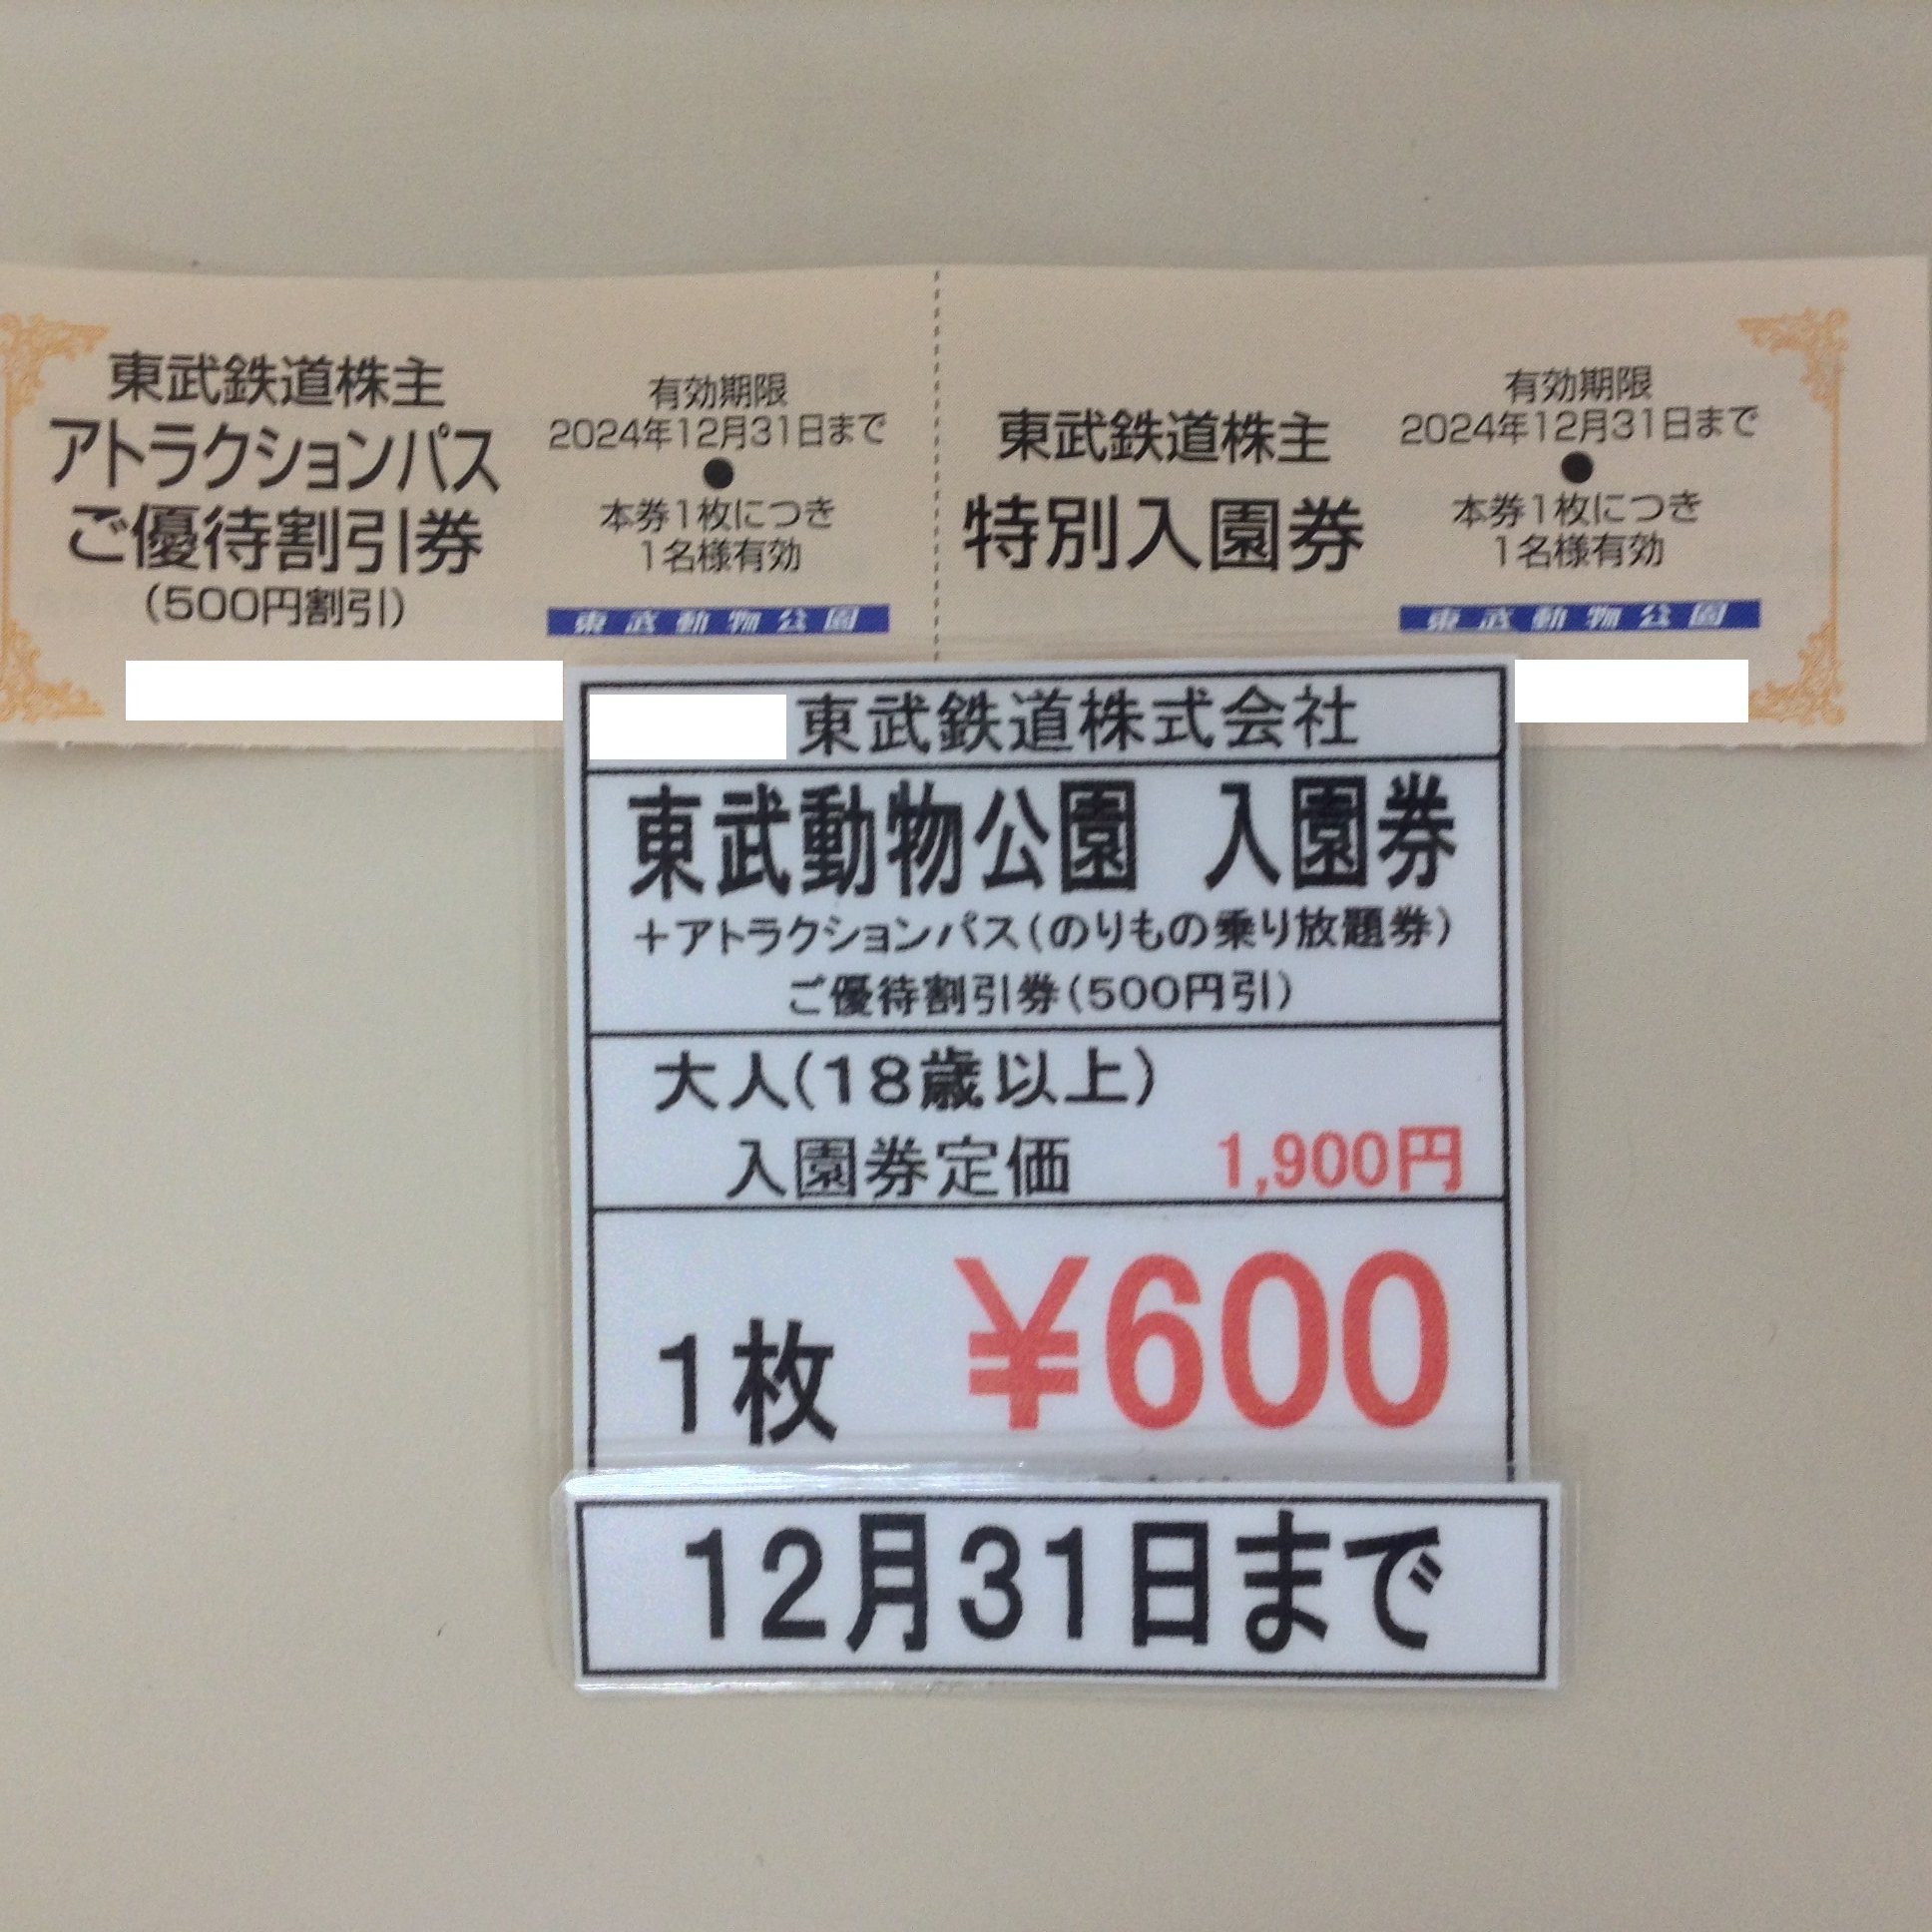 東武鉄道株主
アトラクションパス
ご優待割引券
(500円割引)
有効期限
2024年12月31日まで
●
本券1枚につき
1名様有効
東武動物公園
東武鉄道株主
特別入園券
有効期限
2024年12月31日まで
●
本券1枚につき
1名様有効
東武動物公園
東武鉄道株式会社
東武動物公園 入園券
+アトラクションパス(のりもの乗り放題券)
ご優待割引券(500円引)
大人(18歳以上)
入園券定価 1,900円
1枚 ¥600
12月31日まで